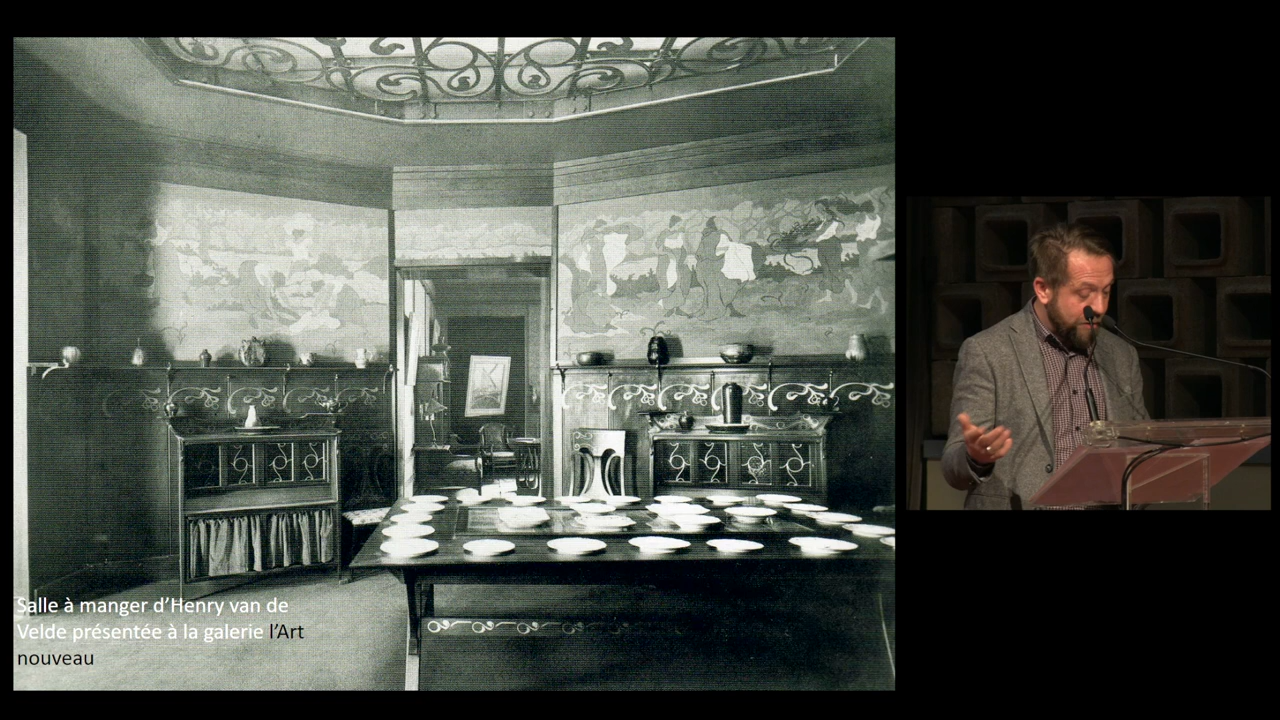 Salle à manger d'Henry van de
Velde présentée à la galerie l'Art
nouveau